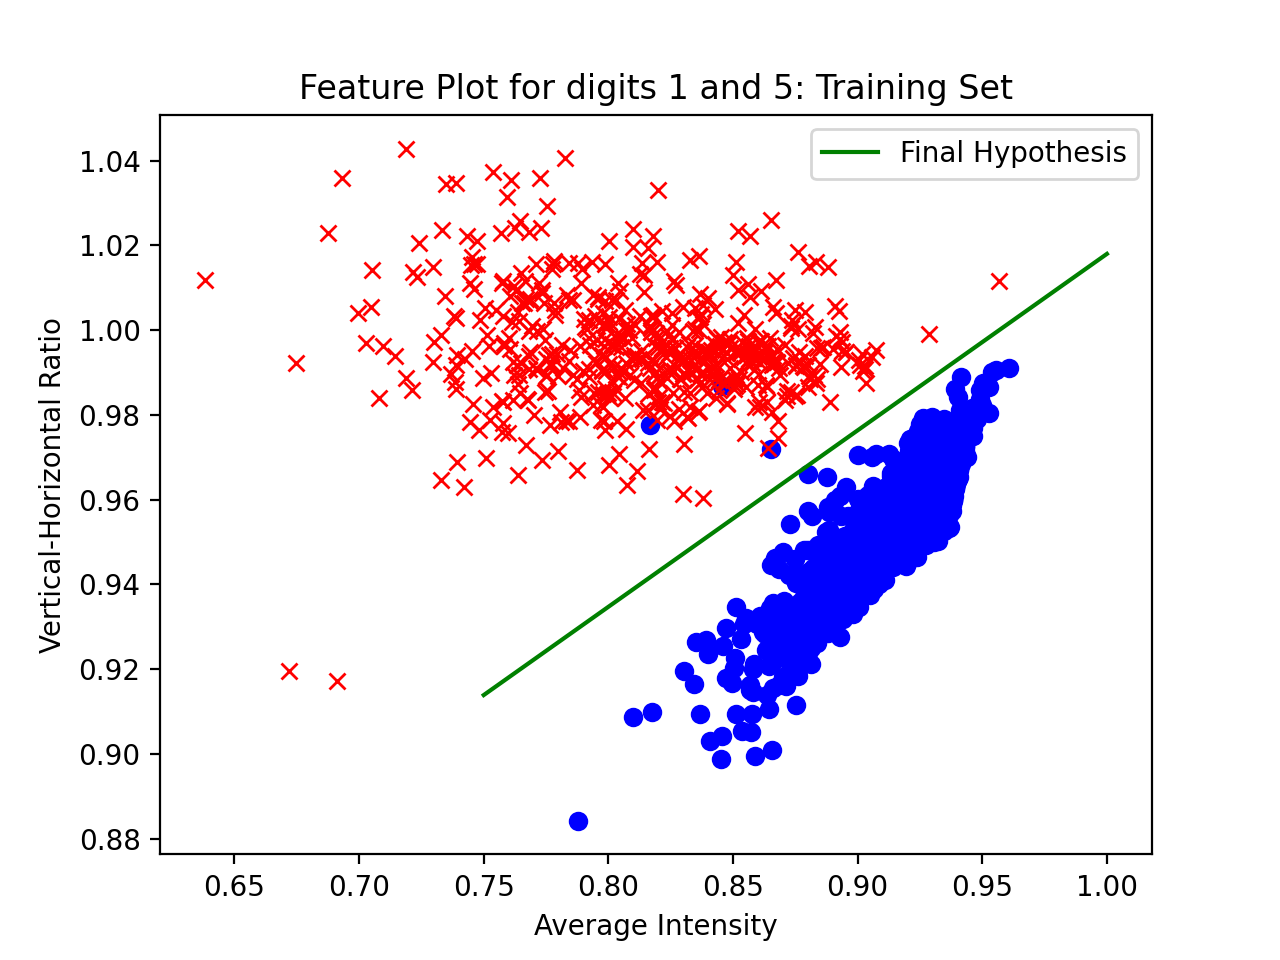 Feature Plot for digits 1 and 5: Training Set
Final Hypothesis
Vertical-Horizontal Ratio
1.04
1.02
1.00
0.98
0.96
0.94
0.92
0.90
0.88
0.65 0.70 0.75 0.80 0.85 0.90 0.95 1.00
Average Intensity